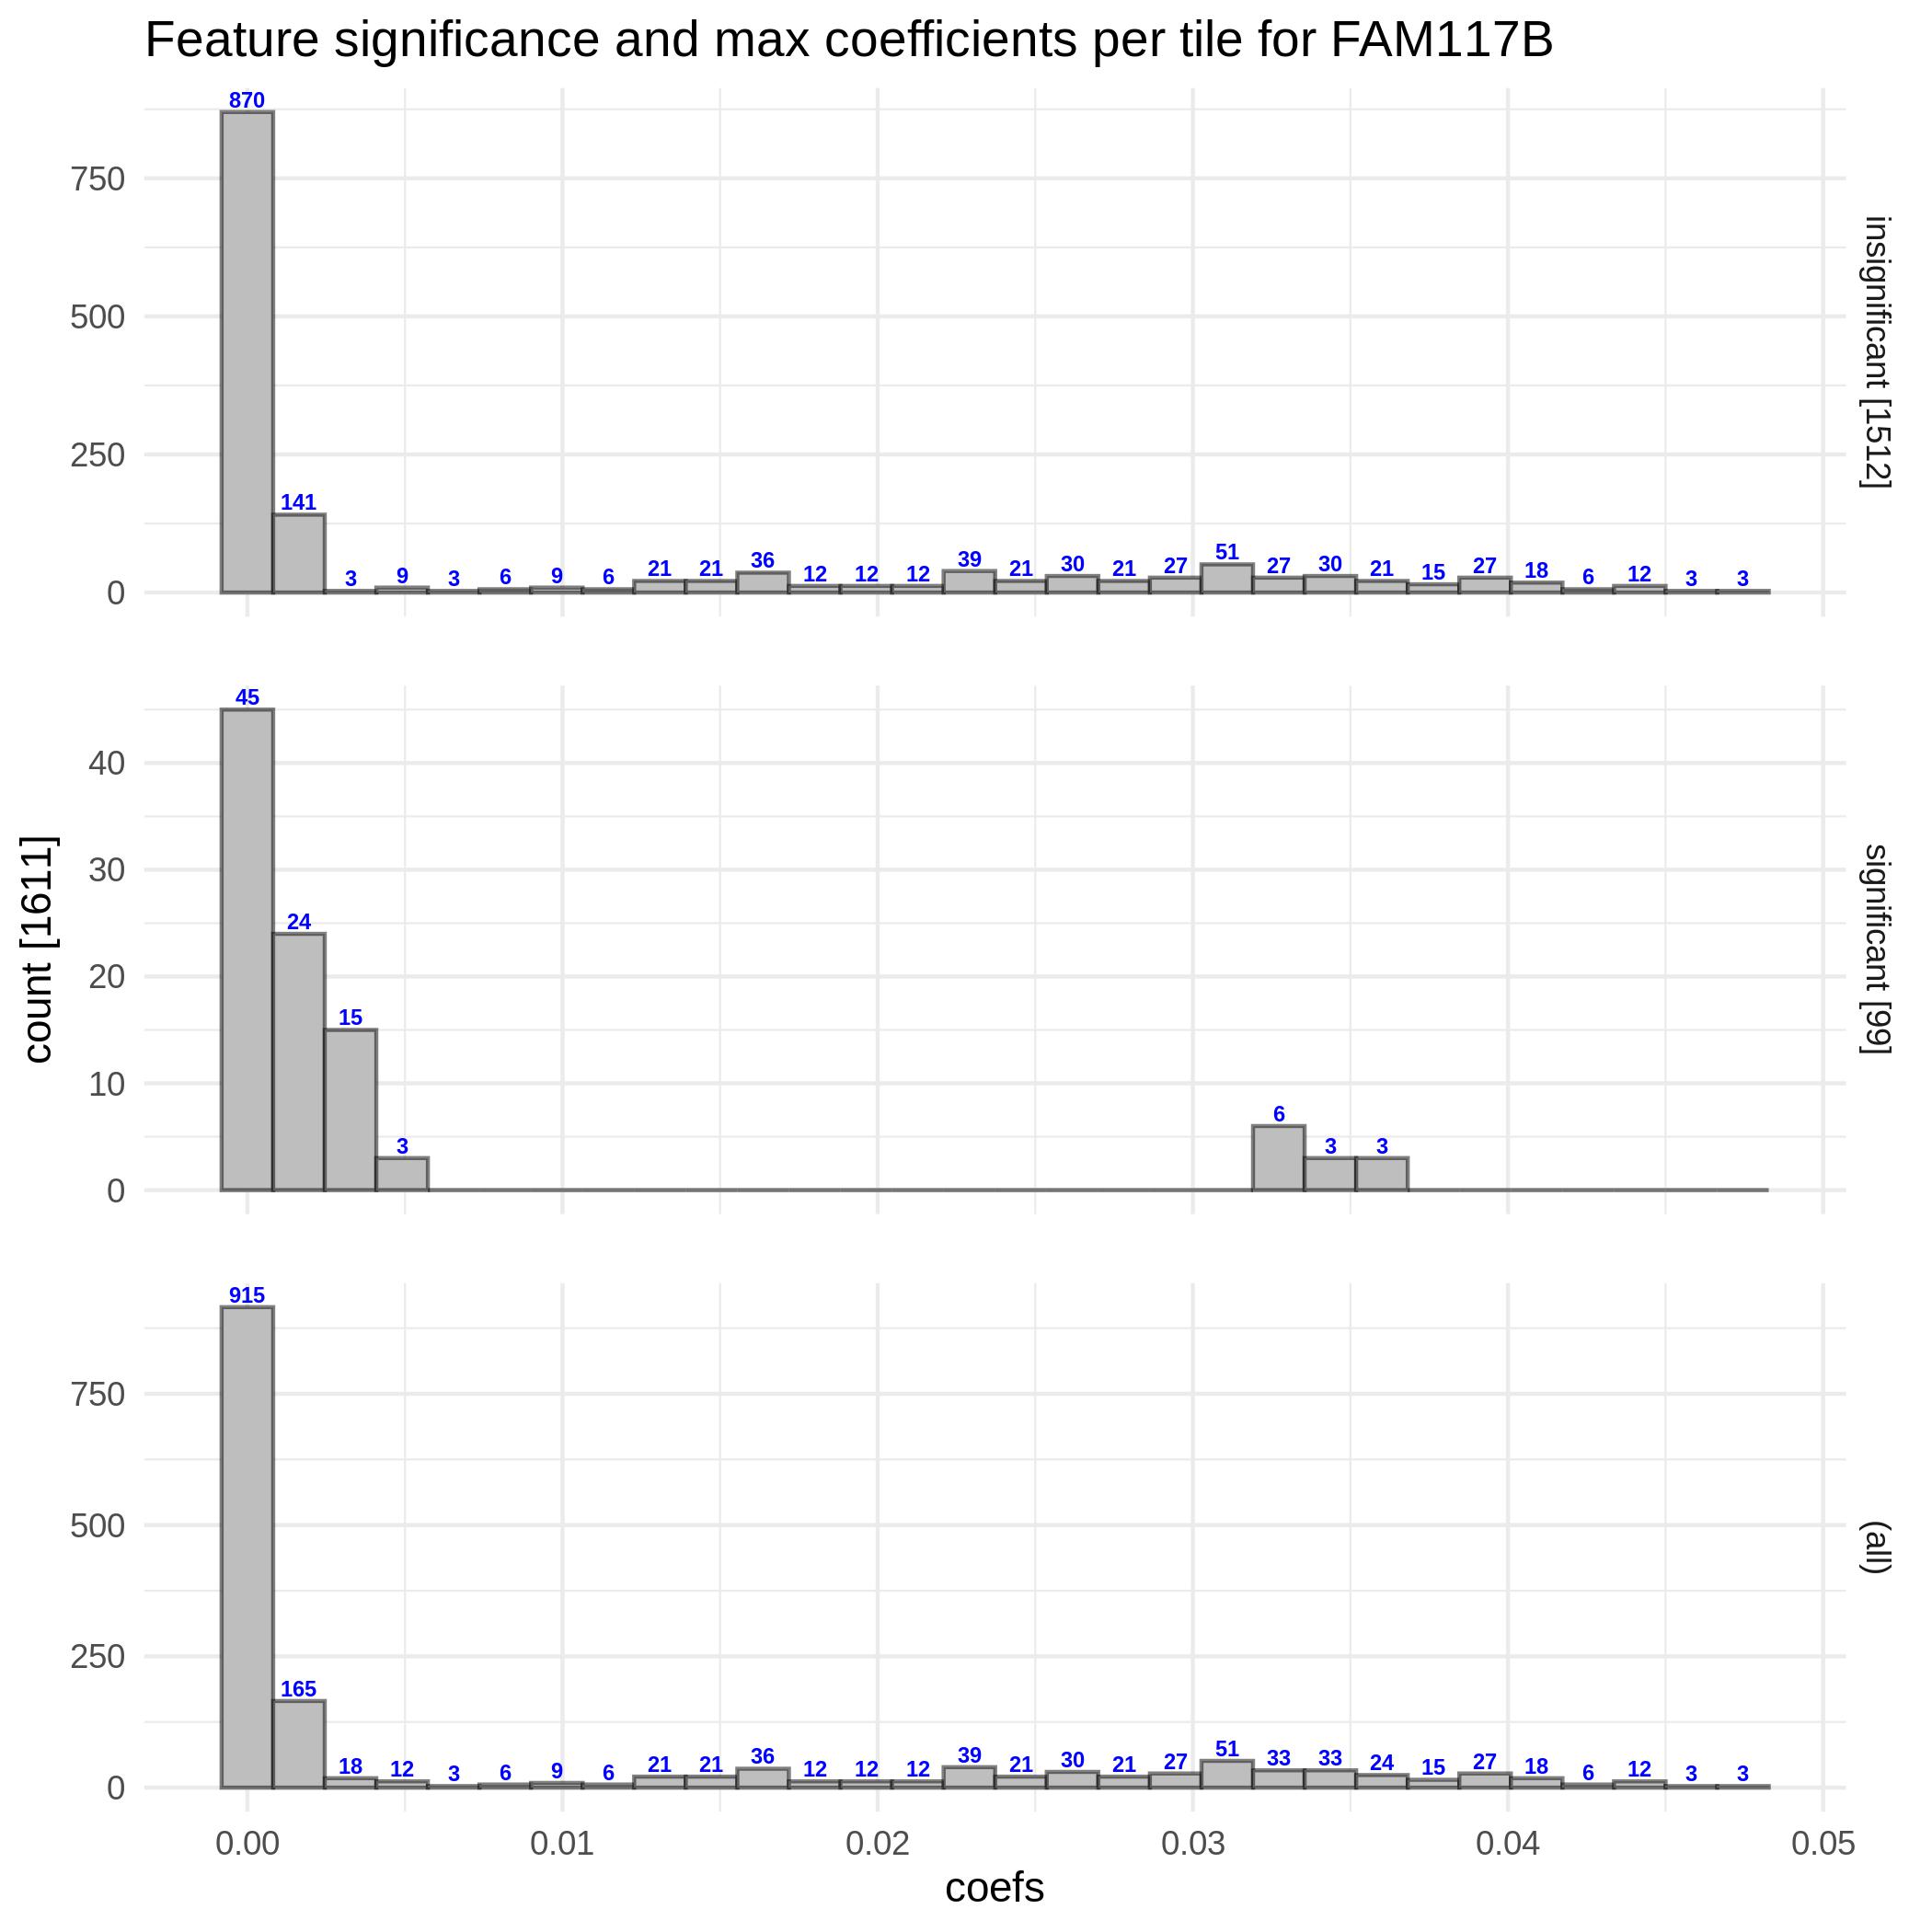 Feature significance and max coefficients per tile for FAM117B
870
750
500
250
141
3 9 3 6 9 6 21 21 36 12 12 12 39 21 30 21 27 51 27 30 21 15 27 18 6 12 3 3
0
insignificant [1512]
45
40
30
24
20
15
10
3
6 3 3
0
significant [99]
count [1611]
915
750
500
250
165
18 12 3 6 9 6 21 21 36 12 12 12 39 21 30 21 27 51 33 33 24 15 27 18 6 12 3 3
0
(all)
0.00 0.01 0.02 0.03 0.04 0.05
coefs